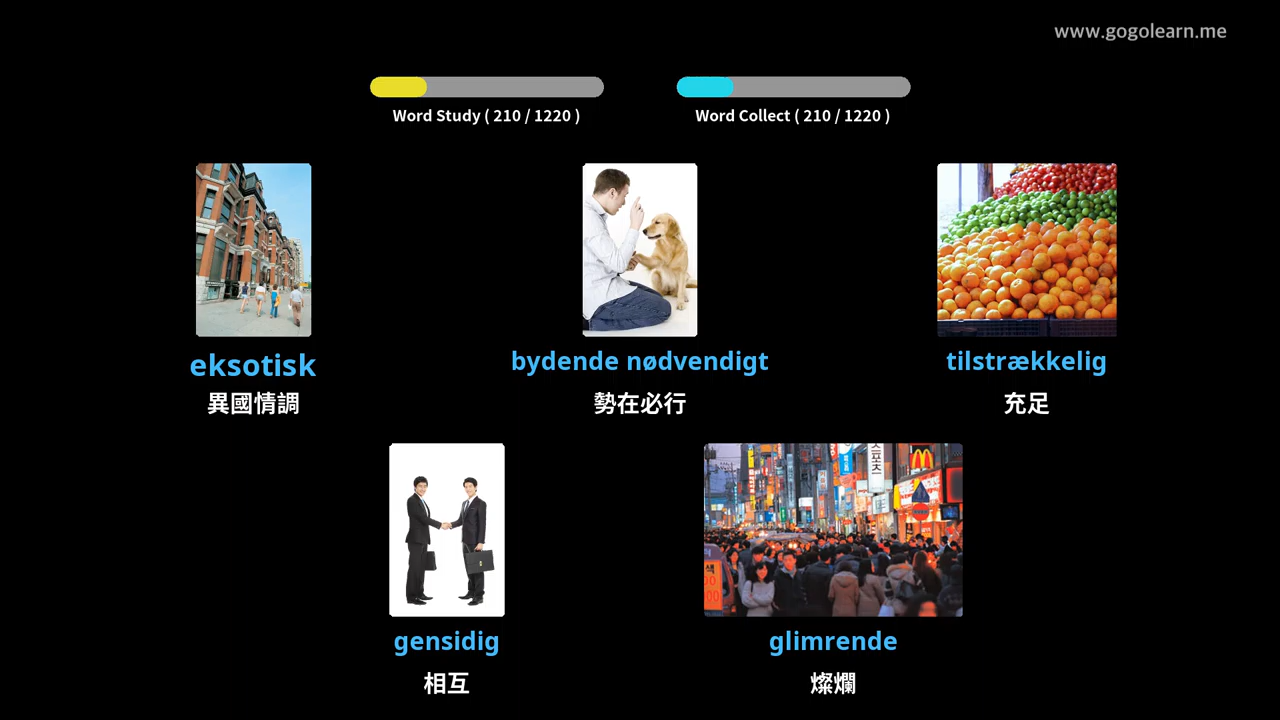 www.gogolearn.me
Word Study ( 210 / 1220 )
Word Collect ( 210 / 1220 )
eksotisk
異國情調
bydende nødvendigt
勢在必行
tilstrækkelig
充足
gensidig
相互
glimrende
燦爛